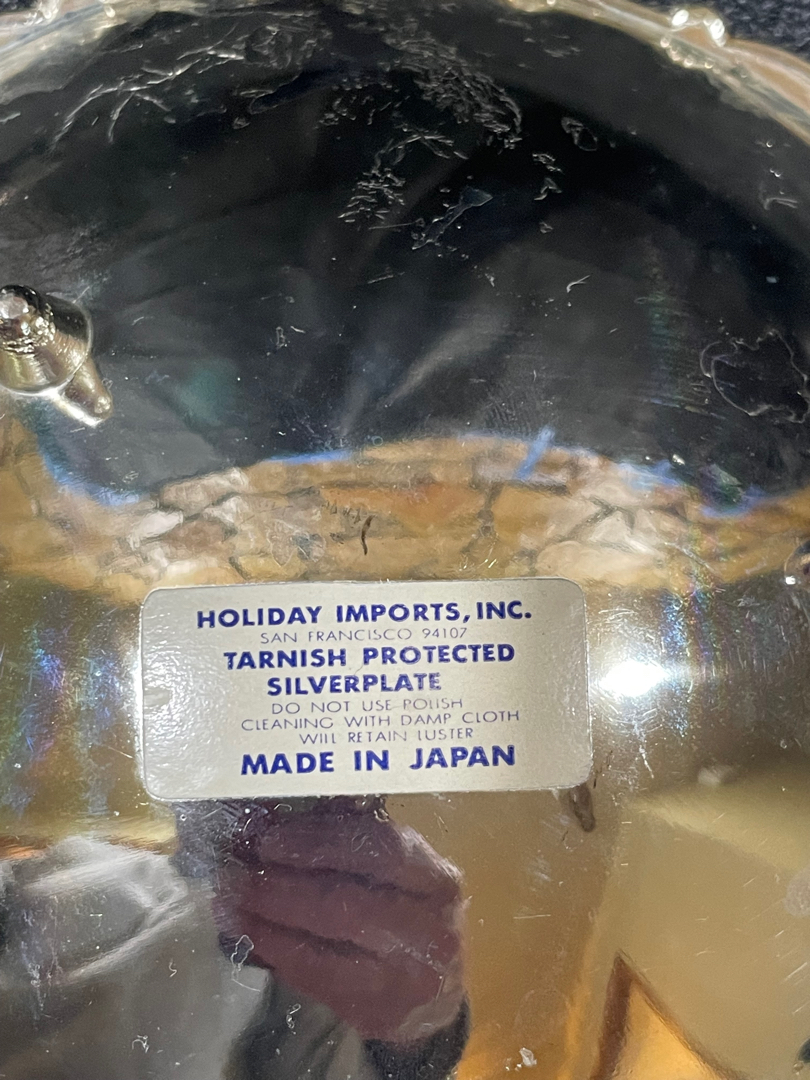 HOLIDAY IMPORTS, INC.
SAN FRANCISCO 94107
TARNISH PROTECTED
SILVERPLATE
DO NOT USE POLISH
CLEANING WITH DAMP CLOTH
WILL RETAIN LUSTER
MADE IN JAPAN